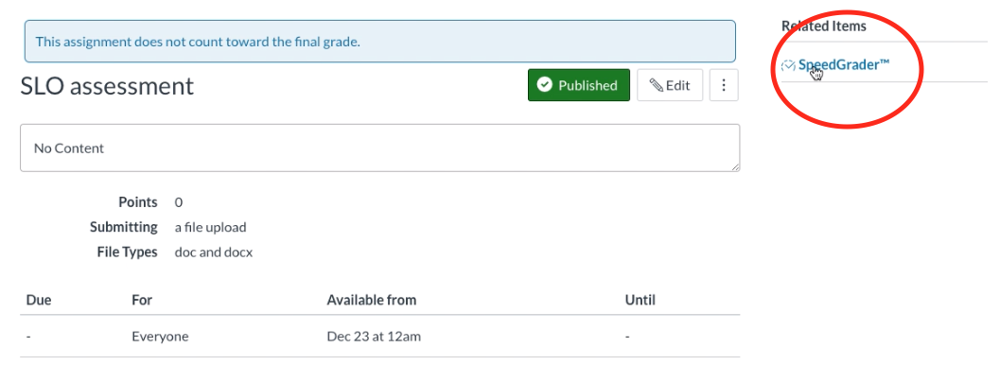 This assignment does not count toward the final grade.
Related Items
SpeedGrader™
SLO assessment
Published
Edit
No Content
Points 0
Submitting a file upload
File Types doc and docx
Due For Available from Until
- Everyone Dec 23 at 12am -